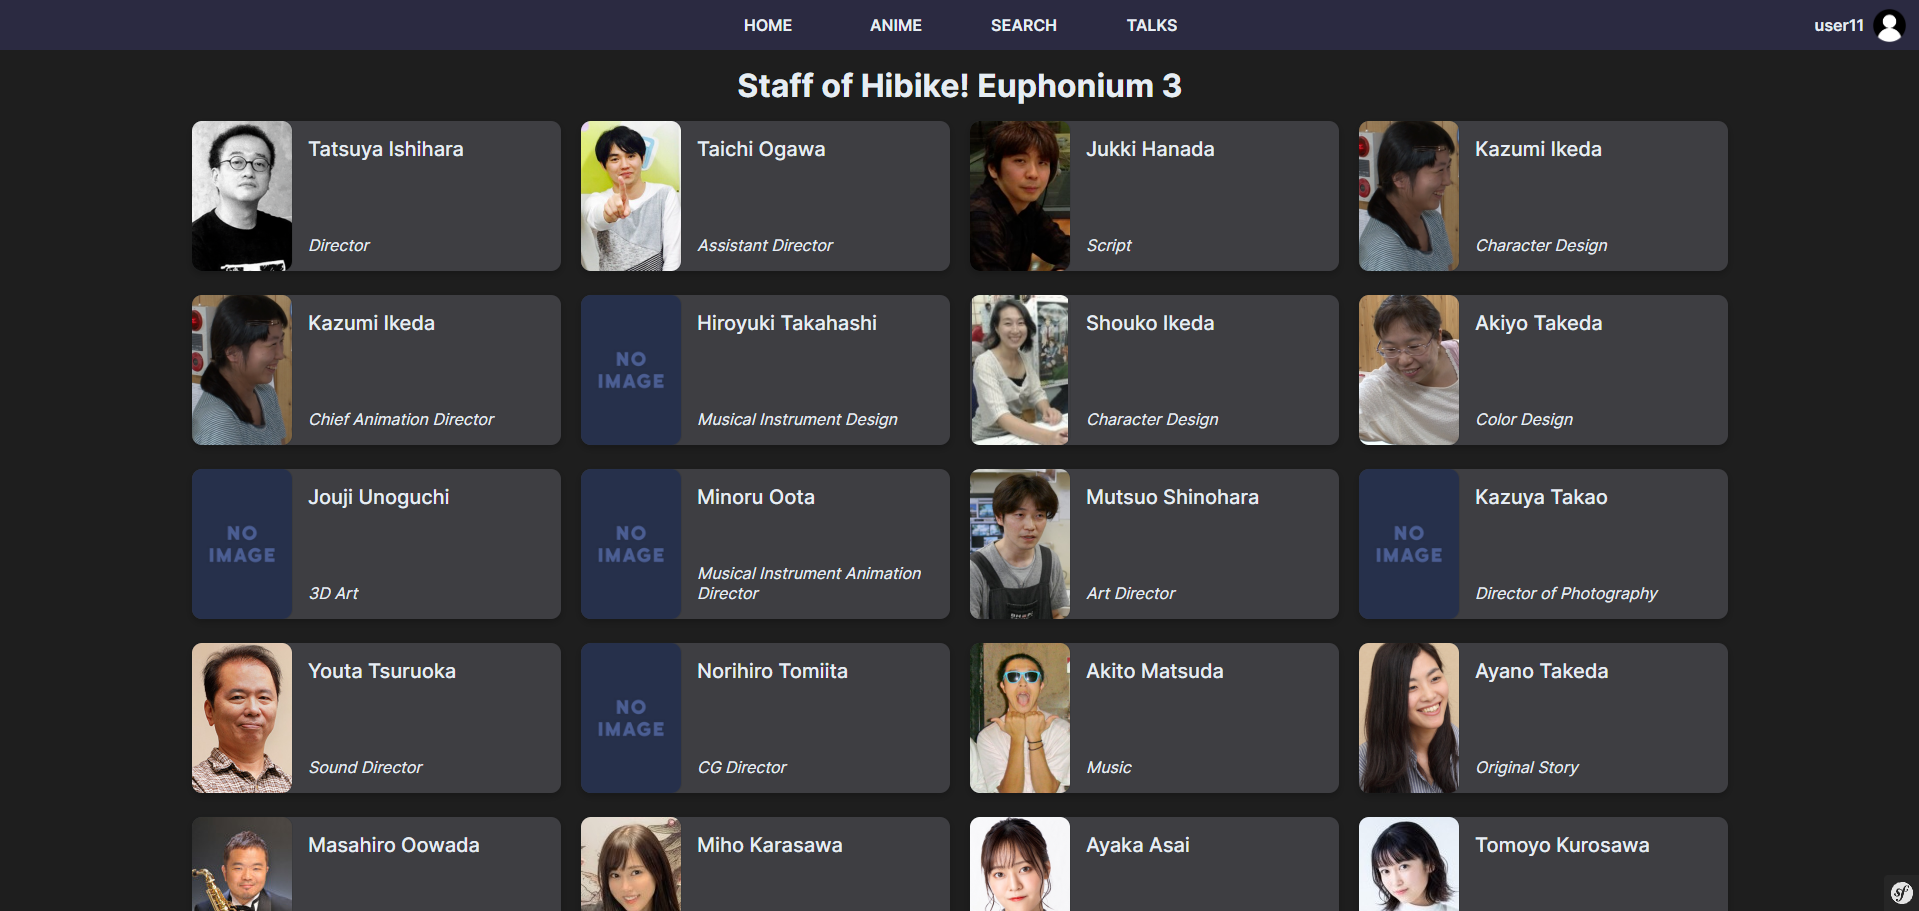 HOME ANIME SEARCH TALKS user11
Staff of Hibike! Euphonium 3
Tatsuya Ishihara
Director
Taichi Ogawa
Assistant Director
Jukki Hanada
Script
Kazumi Ikeda
Character Design
Kazumi Ikeda
Chief Animation Director
NO
IMAGE
Hiroyuki Takahashi
Musical Instrument Design
Shouko Ikeda
Character Design
Akiyo Takeda
Color Design
NO
IMAGE
Jouji Unoguchi
3D Art
NO
IMAGE
Minoru Oota
Musical Instrument Animation
Director
Mutsuo Shinohara
Art Director
NO
IMAGE
Kazuya Takao
Director of Photography
Youta Tsuruoka
Sound Director
NO
IMAGE
Norihiro Tomiita
CG Director
Akito Matsuda
Music
Ayano Takeda
Original Story
Masahiro Oowada
Miho Karasawa
Ayaka Asai
Tomoyo Kurosawa
sf